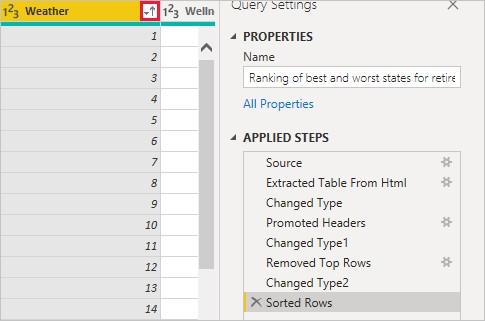 Weather
Welln
1
2
3
4
5
6
7
8
9
10
11
12
13
14
Query Settings
PROPERTIES
Name
Ranking of best and worst states for retire
All Properties
APPLIED STEPS
Source
Extracted Table From Html
Changed Type
Promoted Headers
Changed Type1
Removed Top Rows
Changed Type2
Sorted Rows